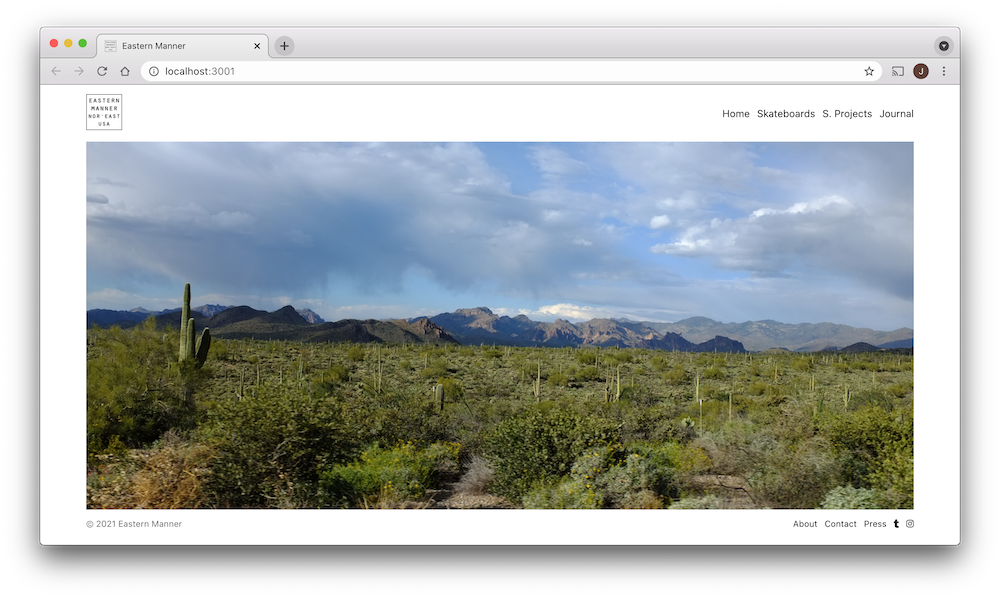 Eastern Manner
localhost:3001
J
EASTERN
MANNER
NOR'EAST
USA
Home Skateboards S. Projects Journal
© 2021 Eastern Manner
About Contact Press t